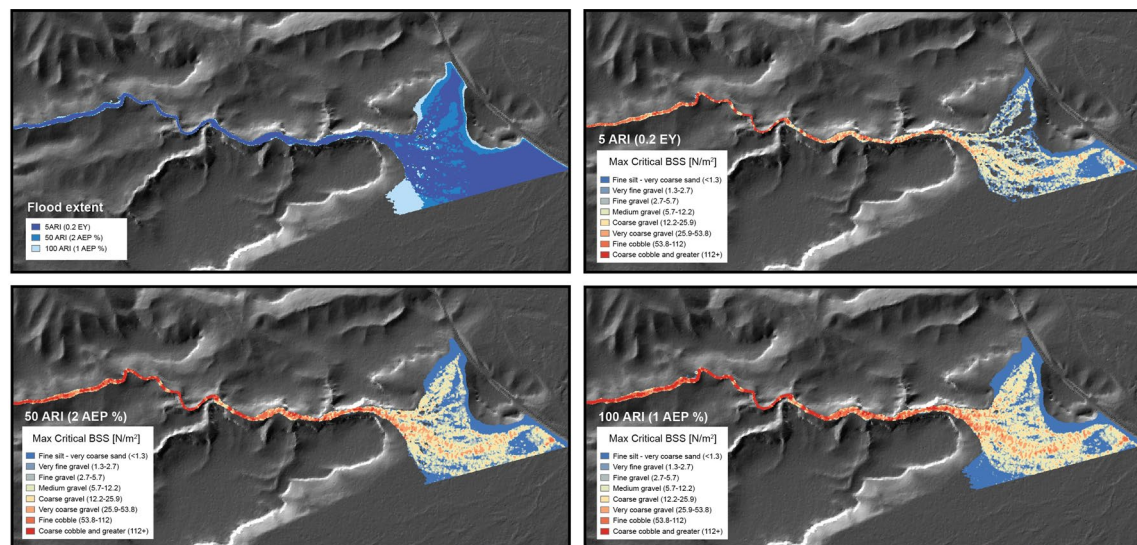 Flood extent
5ARI (0.2 EY)
50 ARI (2 AEP %)
100 ARI (1 AEP %)
5 ARI (0.2 EY)
Max Critical BSS [N/m²]
Fine silt - very coarse sand (<1.3)
Very fine gravel (1.3-2.7)
Fine gravel (2.7-5.7)
Medium gravel (5.7-12.2)
Coarse gravel (12.2-25.9)
Very coarse gravel (25.9-53.8)
Fine cobble (53.8-112)
Coarse cobble and greater (112+)
50 ARI (2 AEP %)
Max Critical BSS [N/m²]
Fine silt - very coarse sand (<1.3)
Very fine gravel (1.3-2.7)
Fine gravel (2.7-5.7)
Medium gravel (5.7-12.2)
Coarse gravel (12.2-25.9)
Very coarse gravel (25.9-53.8)
Fine cobble (53.8-112)
Coarse cobble and greater (112+)
100 ARI (1 AEP %)
Max Critical BSS [N/m²]
Fine silt - very coarse sand (<1.3)
Very fine gravel (1.3-2.7)
Fine gravel (2.7-5.7)
Medium gravel (5.7-12.2)
Coarse gravel (12.2-25.9)
Very coarse gravel (25.9-53.8)
Fine cobble (53.8-112)
Coarse cobble and greater (112+)